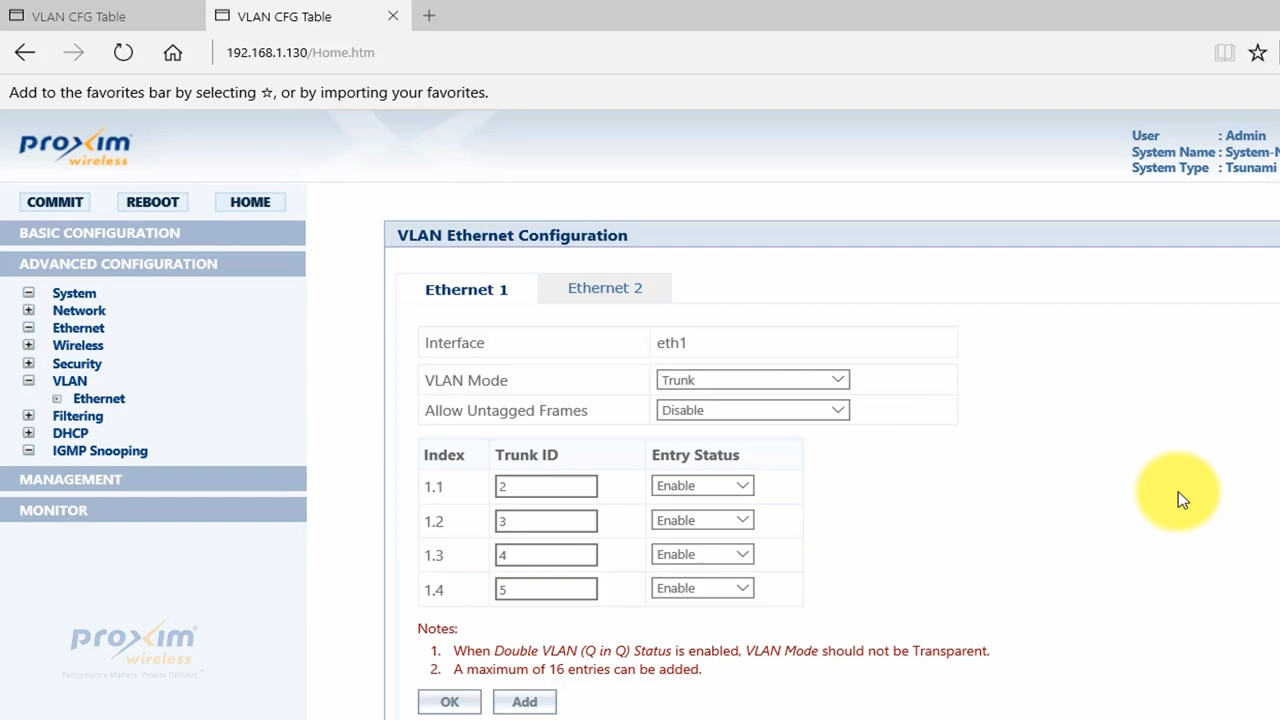 VLAN CFG Table
VLAN CFG Table
192.168.1.130/Home.htm
Add to the favorites bar by selecting ☆, or by importing your favorites.
proxim
wireless
User : Admin
System Name : System-N
System Type : Tsunami
COMMIT REBOOT HOME
BASIC CONFIGURATION
ADVANCED CONFIGURATION
System
Network
Ethernet
Wireless
Security
VLAN
Ethernet
Filtering
DHCP
IGMP Snooping
MANAGEMENT
MONITOR
proxim
wireless
Performance Matters. Proxim Delivers.
VLAN Ethernet Configuration
Ethernet 1 Ethernet 2
Interface eth1
VLAN Mode Trunk
Allow Untagged Frames Disable
Index Trunk ID Entry Status
1.1 2 Enable
1.2 3 Enable
1.3 4 Enable
1.4 5 Enable
Notes:
1. When Double VLAN (Q in Q) Status is enabled, VLAN Mode should not be Transparent.
2. A maximum of 16 entries can be added.
OK Add